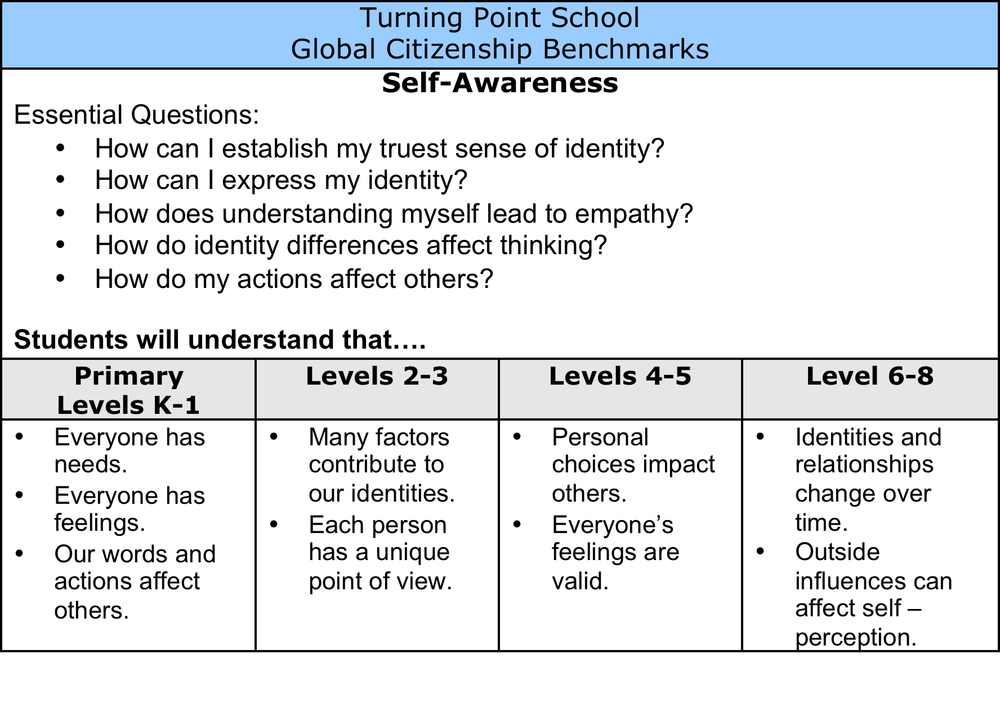 Turning Point School
Global Citizenship Benchmarks
Self-Awareness
Essential Questions:
• How can I establish my truest sense of identity?
• How can I express my identity?
• How does understanding myself lead to empathy?
• How do identity differences affect thinking?
• How do my actions affect others?
Students will understand that….
Primary
Levels K-1
• Everyone has
needs.
• Everyone has
feelings.
• Our words and
actions affect
others.
Levels 2-3
• Many factors
contribute to
our identities.
• Each person
has a unique
point of view.
Levels 4-5
• Personal
choices impact
others.
• Everyone’s
feelings are
valid.
Level 6-8
• Identities and
relationships
change over
time.
• Outside
influences can
affect self –
perception.